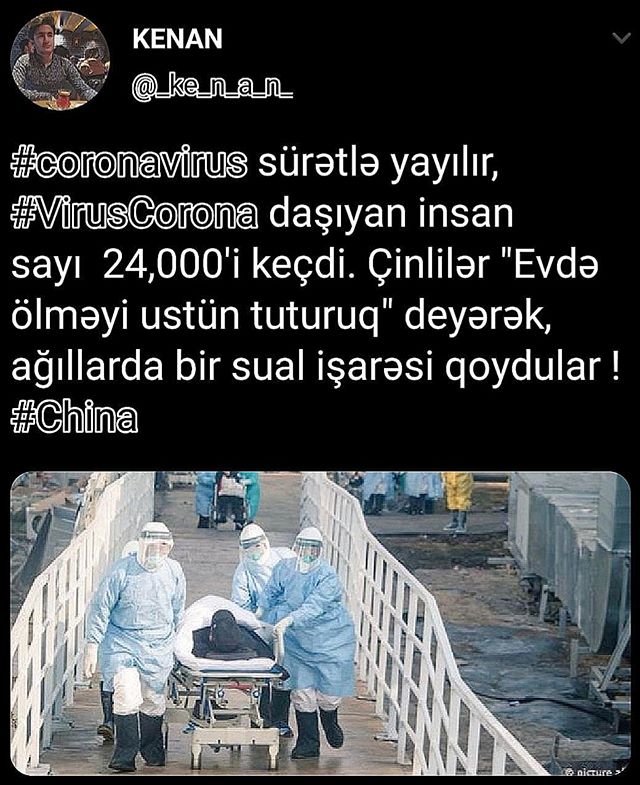 KENAN
@_ke_n_a_n_
#coronavirus sürətlə yayılır,
#VirusCorona daşıyan insan
sayı 24,000'i keçdi. Çinlilər "Evdə
ölməyi ustün tuturuq" deyərək,
ağıllarda bir sual işarəsi qoydular !
#China
© picture